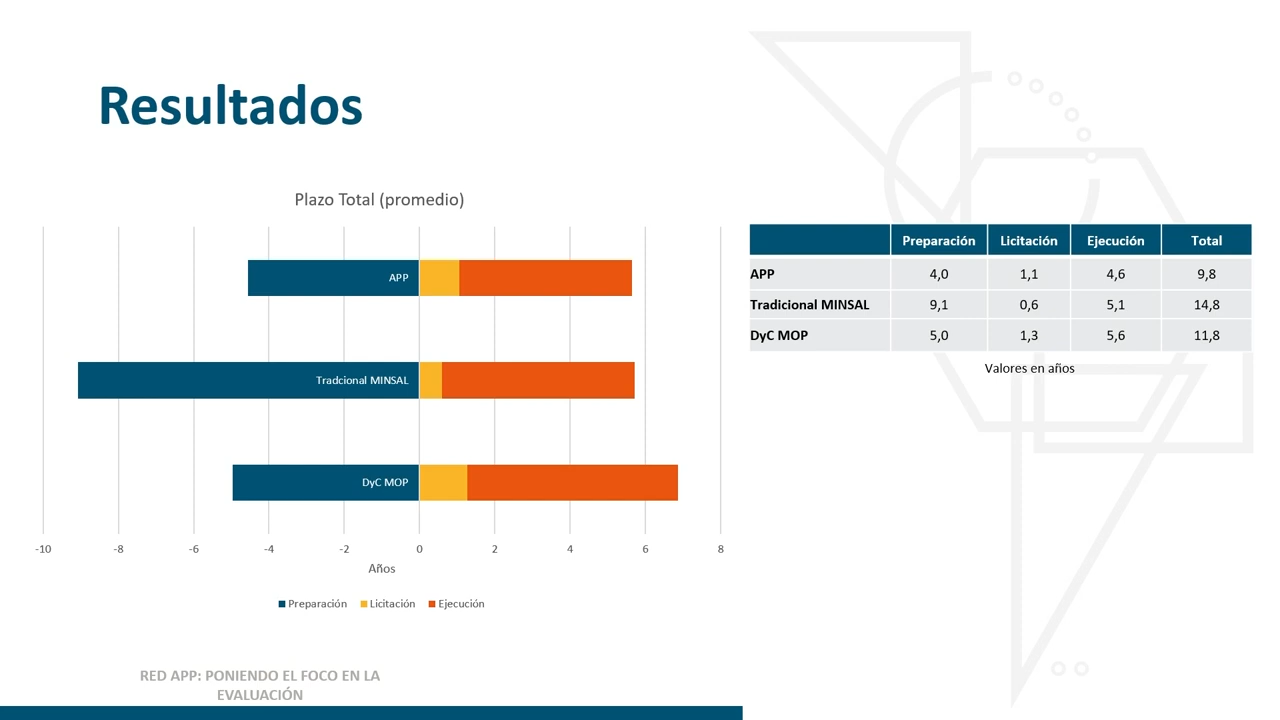 Resultados
Plazo Total (promedio)
APP
Tradcional MINSAL
DyC MOP
-10 -8 -6 -4 -2 0 2 4 6 8
Años
Preparación Licitación Ejecución
Preparación Licitación Ejecución Total
APP 4,0 1,1 4,6 9,8
Tradicional MINSAL 9,1 0,6 5,1 14,8
DyC MOP 5,0 1,3 5,6 11,8
Valores en años
RED APP: PONIENDO EL FOCO EN LA
EVALUACIÓN